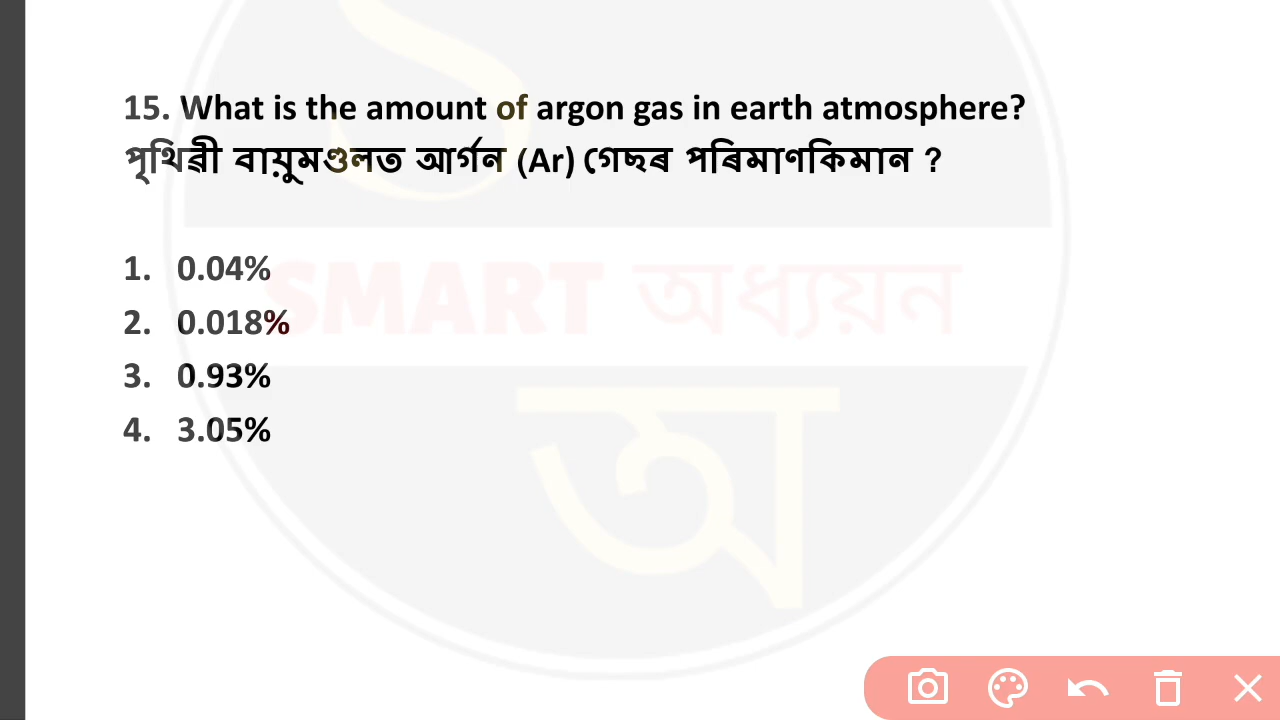 15. What is the amount of argon gas in earth atmosphere?
পৃথিৱী বায়ুমণ্ডলত আৰ্গন (Ar) গেছৰ পৰিমাণকিমান ?
1. 0.04%
2. 0.018%
SMART অধ্যয়ন
3. 0.93%
4. 3.05%
অ